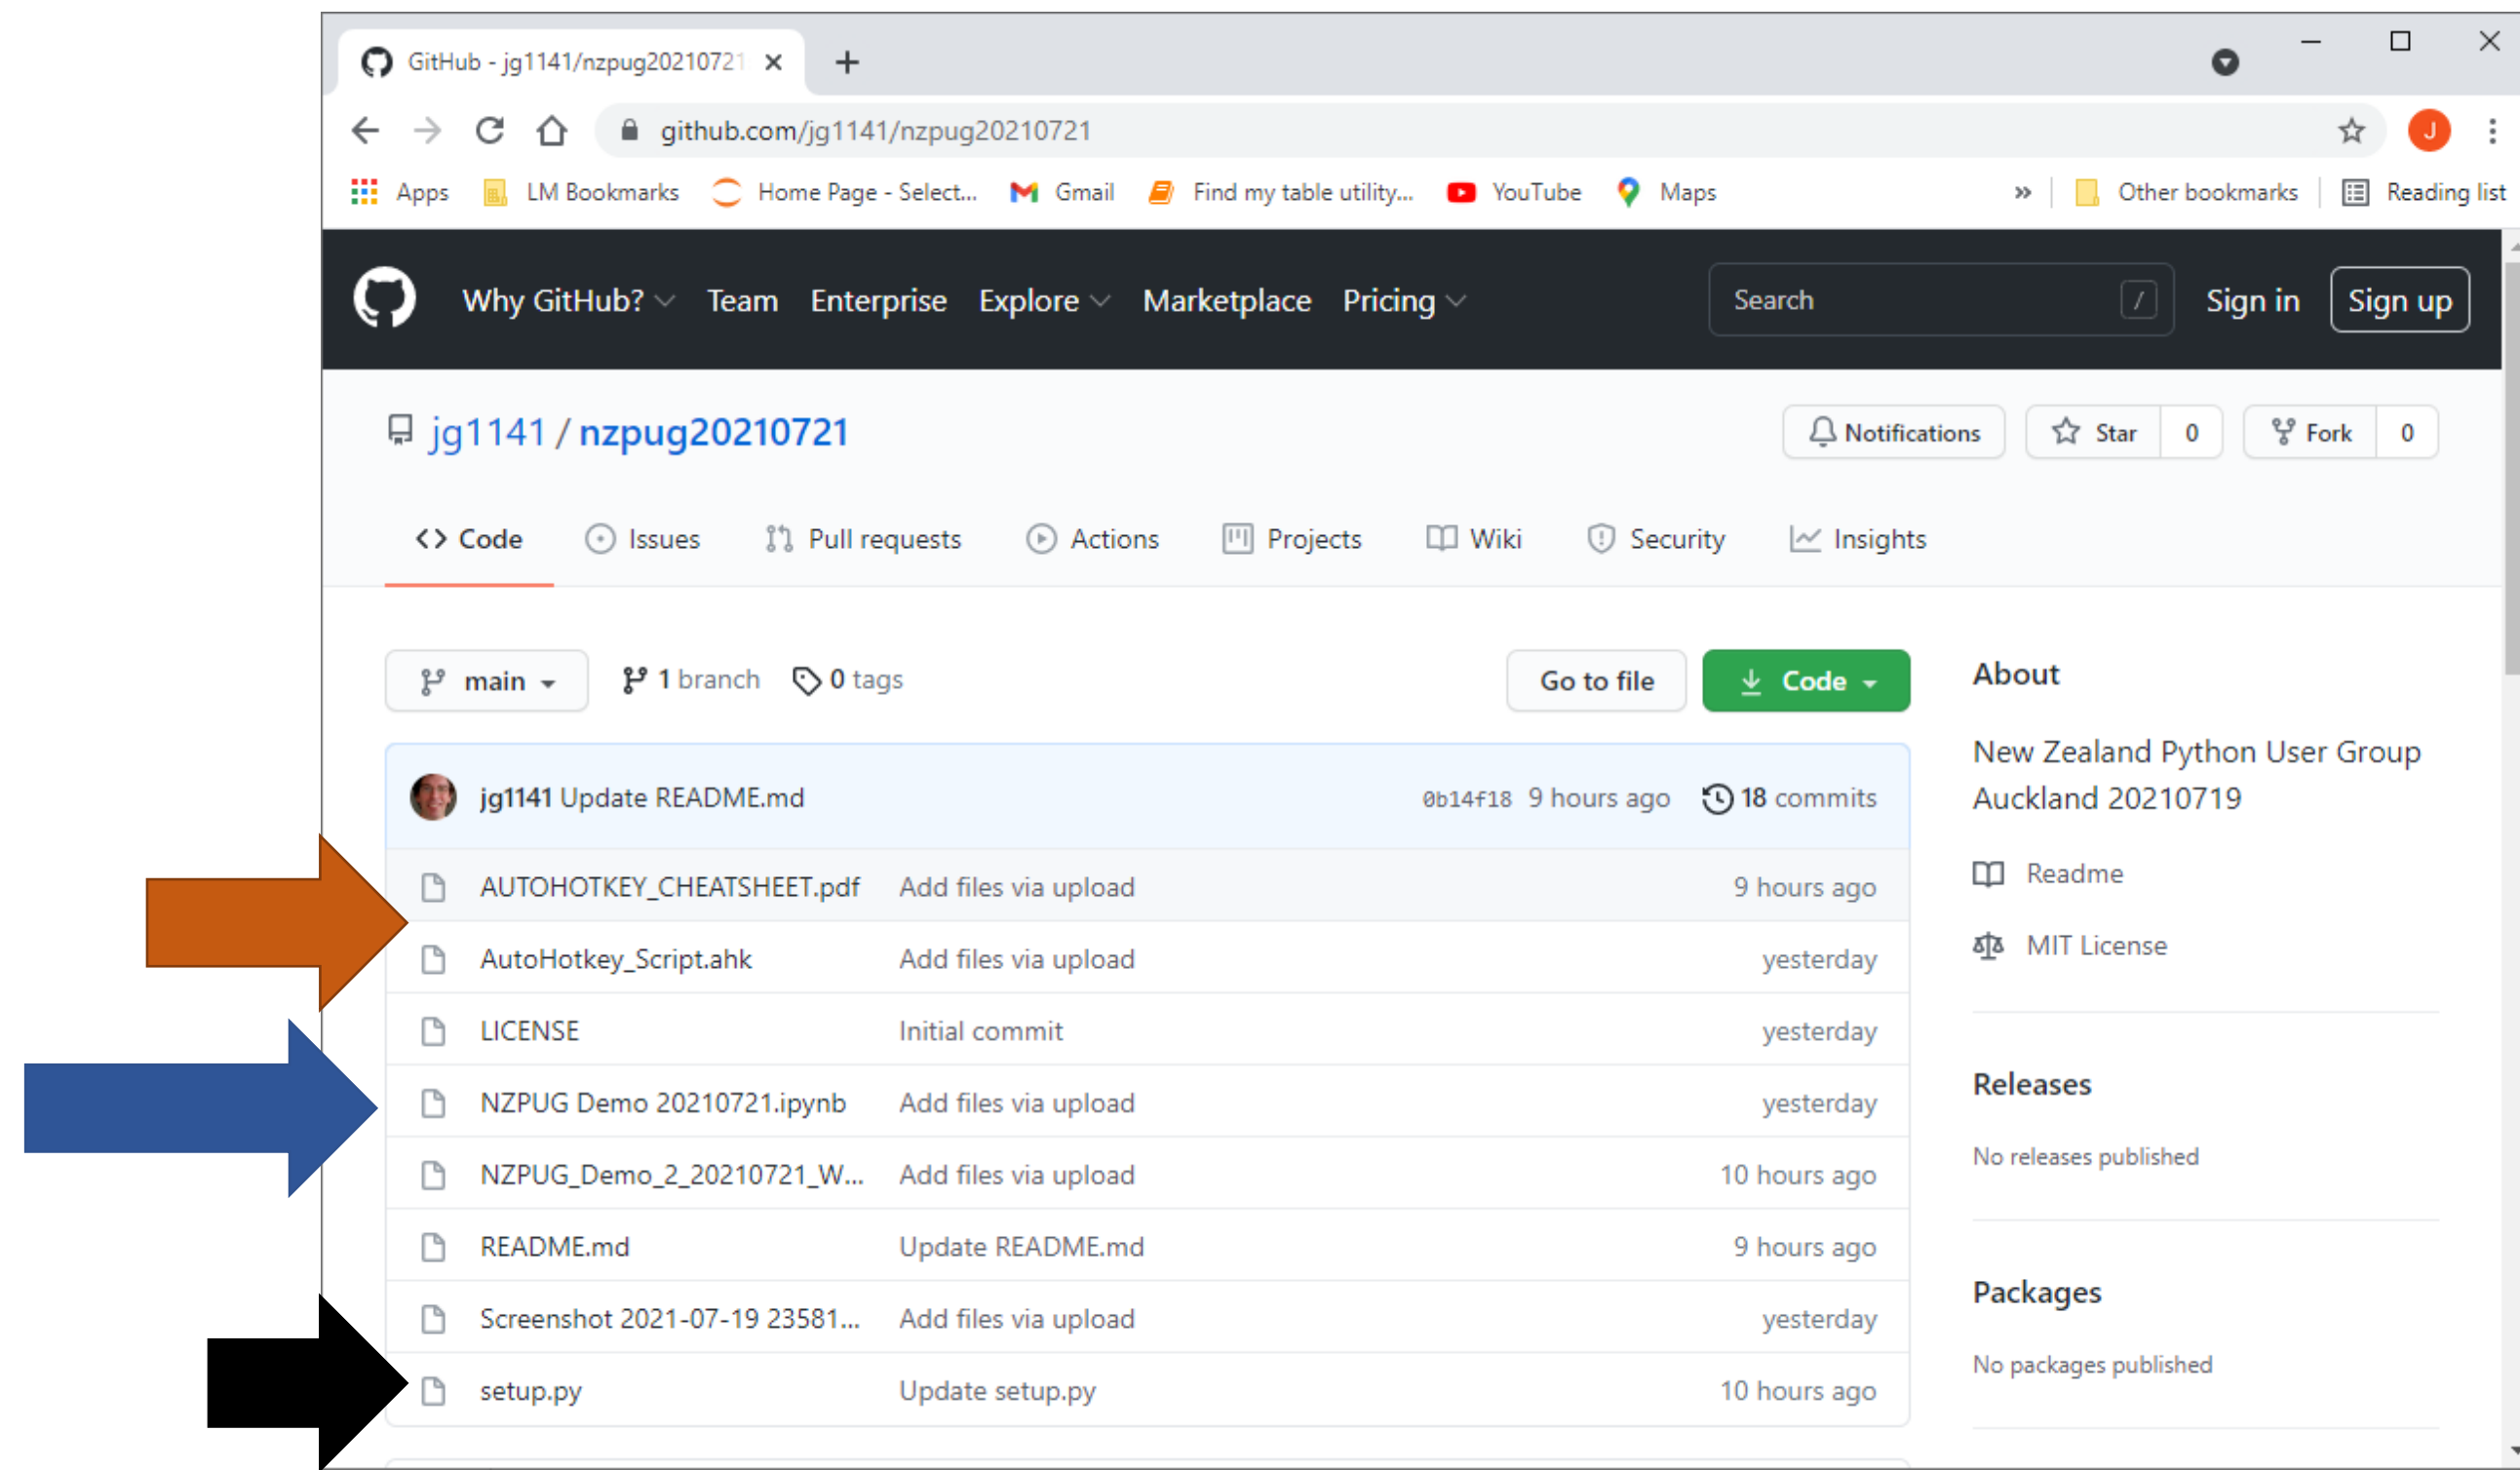 GitHub - jg1141/nzpug20210721
github.com/jg1141/nzpug20210721
J
Apps LM Bookmarks Home Page - Select... Gmail Find my table utility... YouTube Maps » Other bookmarks Reading list
Why GitHub? Team Enterprise Explore Marketplace Pricing Search / Sign in Sign up
jg1141 / nzpug20210721 Notifications Star 0 Fork 0
Code Issues Pull requests Actions Projects Wiki Security Insights
main 1 branch 0 tags Go to file Code
jg1141 Update README.md 0b14f18 9 hours ago 18 commits
AUTOHOTKEY_CHEATSHEET.pdf Add files via upload 9 hours ago
AutoHotkey_Script.ahk Add files via upload yesterday
LICENSE Initial commit yesterday
NZPUG Demo 20210721.ipynb Add files via upload yesterday
NZPUG_Demo_2_20210721_W... Add files via upload 10 hours ago
README.md Update README.md 9 hours ago
Screenshot 2021-07-19 23581... Add files via upload yesterday
setup.py Update setup.py 10 hours ago
About
New Zealand Python User Group
Auckland 20210719
Readme
MIT License
Releases
No releases published
Packages
No packages published